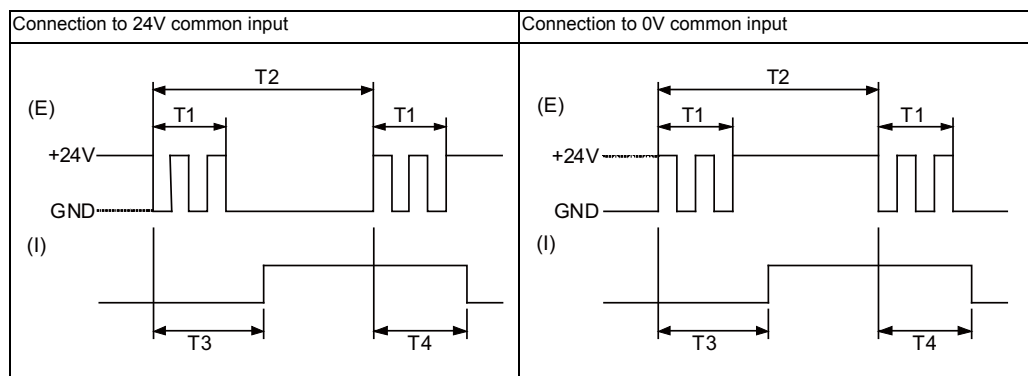 Connection to 24V common input
T2
(E)
T1
T1
+24V
GND
(I)
T3
T4
Connection to 0V common input
T2
(E)
T1
T1
+24V
GND
(I)
T3
T4